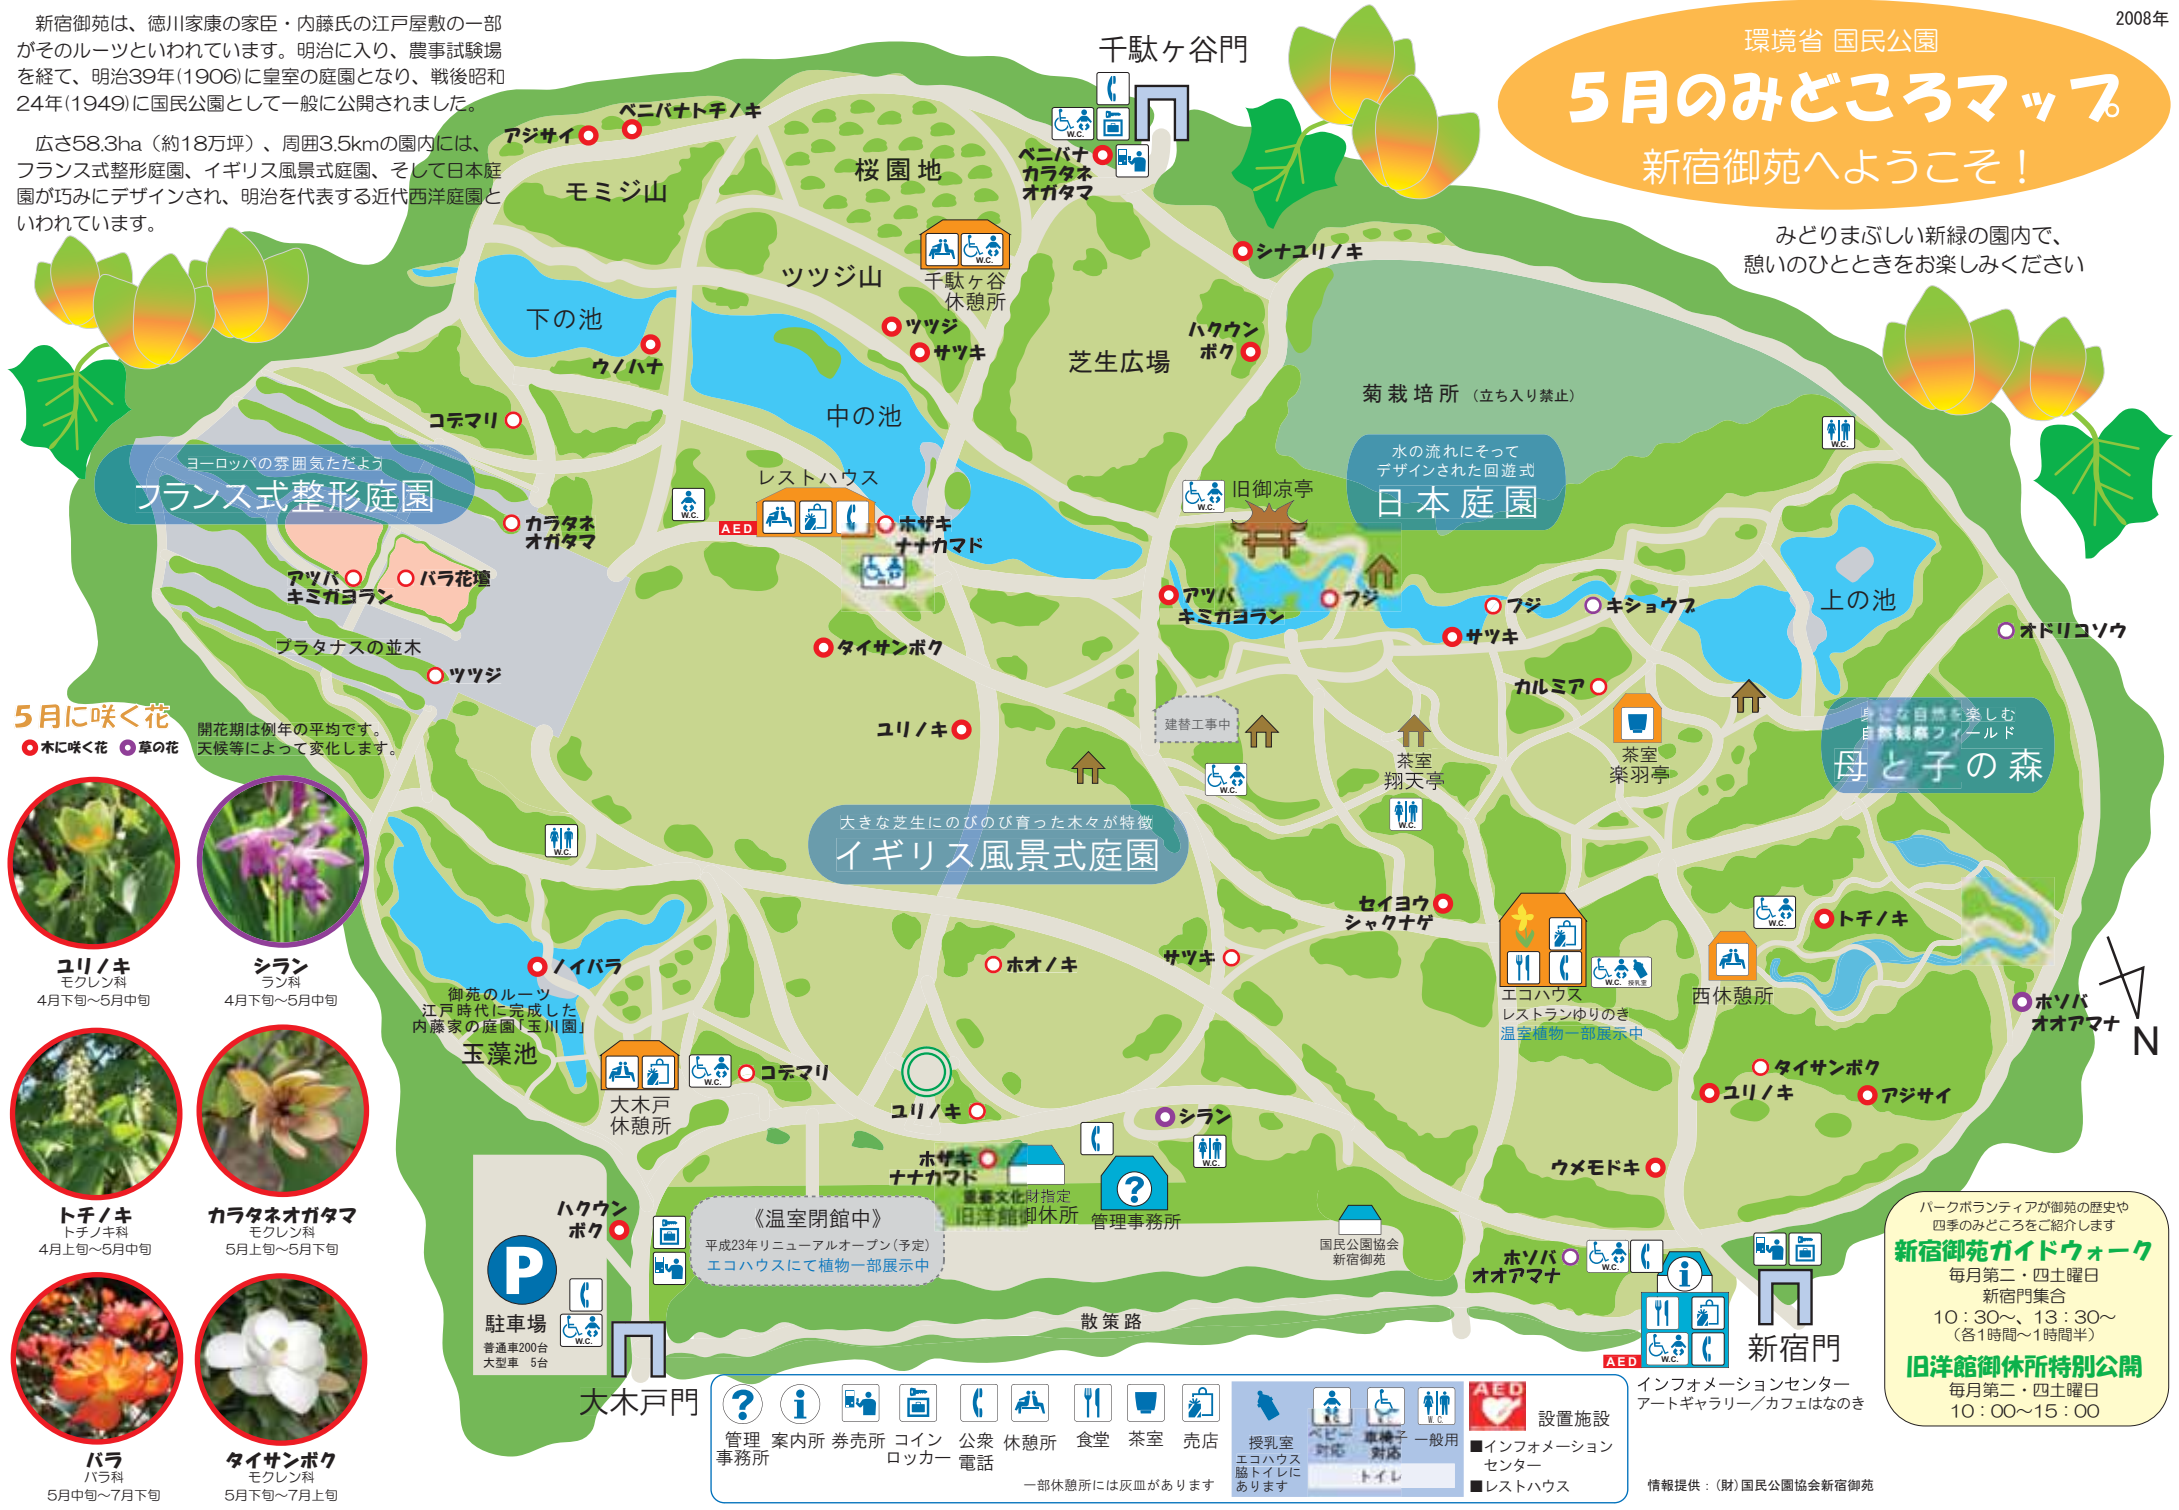 2008年
環境省 国民公園
5月のみどころマップ
新宿御苑へようこそ！
みどりまぶしい新緑の園内で、
憩いのひとときをお楽しみください
新宿御苑は、徳川家康の家臣・内藤氏の江戸屋敷の一部
がそのルーツといわれています。明治に入り、農事試験場
を経て、明治39年(1906)に皇室の庭園となり、戦後昭和
24年(1949)に国民公園として一般に公開されました。
広さ58.3ha（約18万坪）、周囲3.5kmの園内には、
フランス式整形庭園、イギリス風景式庭園、そして日本庭
園が巧みにデザインされ、明治を代表する近代西洋庭園と
いわれています。
千駄ヶ谷門
W.C.
ベニバナトチノキ
アジサイ
モミジ山
桜園地
ベニバナ
カラタネ
オガタマ
シナユリノキ
W.C.
千駄ヶ谷
休憩所
ツツジ山
下の池
ウノハナ
ツツジ
サツキ
中の池
芝生広場
ハクウン
ボク
菊栽培所（立ち入り禁止）
W.C.
コデマリ
ヨーロッパの雰囲気ただよう
フランス式整形庭園
カラタネ
オガタマ
アツバ
キミガヨラン
バラ花壇
プラタナスの並木
ツツジ
レストハウス
W.C.
AED
ホザキ
ナナカマド
W.C.
旧御凉亭
水の流れにそって
デザインされた回遊式
日本庭園
アツバ
キミガヨラン
フジ
フジ
サツキ
キショウブ
上の池
オドリコソウ
タイサンボク
ユリノキ
建替工事中
W.C.
茶室
翔天亭
W.C.
カルミア
茶室
楽羽亭
身近な自然を楽しむ
自然観察フィールド
母と子の森
大きな芝生にのびのび育った木々が特徴
イギリス風景式庭園
W.C.
セイヨウ
シャクナゲ
サツキ
ホオノキ
エコハウス
レストランゆりのき
温室植物一部展示中
W.C. 授乳室
W.C.
トチノキ
西休憩所
ホソバ
オオアマナ
N
ノイバラ
御苑のルーツ
江戸時代に完成した
内藤家の庭園「玉川園」
玉藻池
大木戸
休憩所
W.C.
コデマリ
ユリノキ
シラン
W.C.
ホザキ
ナナカマド
重要文化財指定
旧洋館御休所
管理事務所
タイサンボク
ユリノキ
アジサイ
ウメモドキ
国民公園協会
新宿御苑
ハクウン
ボク
《温室閉館中》
平成23年リニューアルオープン（予定）
エコハウスにて植物一部展示中
P
駐車場
普通車200台
大型車 5台
W.C.
大木戸門
散策路
ホソバ
オオアマナ
W.C.
W.C.
AED
新宿門
インフォメーションセンター
アートギャラリー／カフェはなのき
パークボランティアが御苑の歴史や
四季のみどころをご紹介します
新宿御苑ガイドウォーク
毎月第二・四土曜日
新宿門集合
10：30～、13：30～
（各1時間～1時間半）
旧洋館御休所特別公開
毎月第二・四土曜日
10：00～15：00
5月に咲く花
木に咲く花 草の花
開花期は例年の平均です。
天候等によって変化します。
ユリノキ
モクレン科
4月下旬～5月中旬
シラン
ラン科
4月下旬～5月中旬
トチノキ
トチノキ科
4月上旬～5月中旬
カラタネオガタマ
モクレン科
5月上旬～5月下旬
バラ
バラ科
5月中旬～7月下旬
タイサンボク
モクレン科
5月下旬～7月上旬
管理
事務所
案内所
券売所
コイン
ロッカー
公衆
電話
休憩所
食堂
茶室
売店
一部休憩所には灰皿があります
授乳室
エコハウス
脇トイレに
あります
ベビー
対応
車椅子
対応
W.C.
一般用
トイレ
AED
設置施設
■インフォメーション
センター
■レストハウス
情報提供：（財）国民公園協会新宿御苑